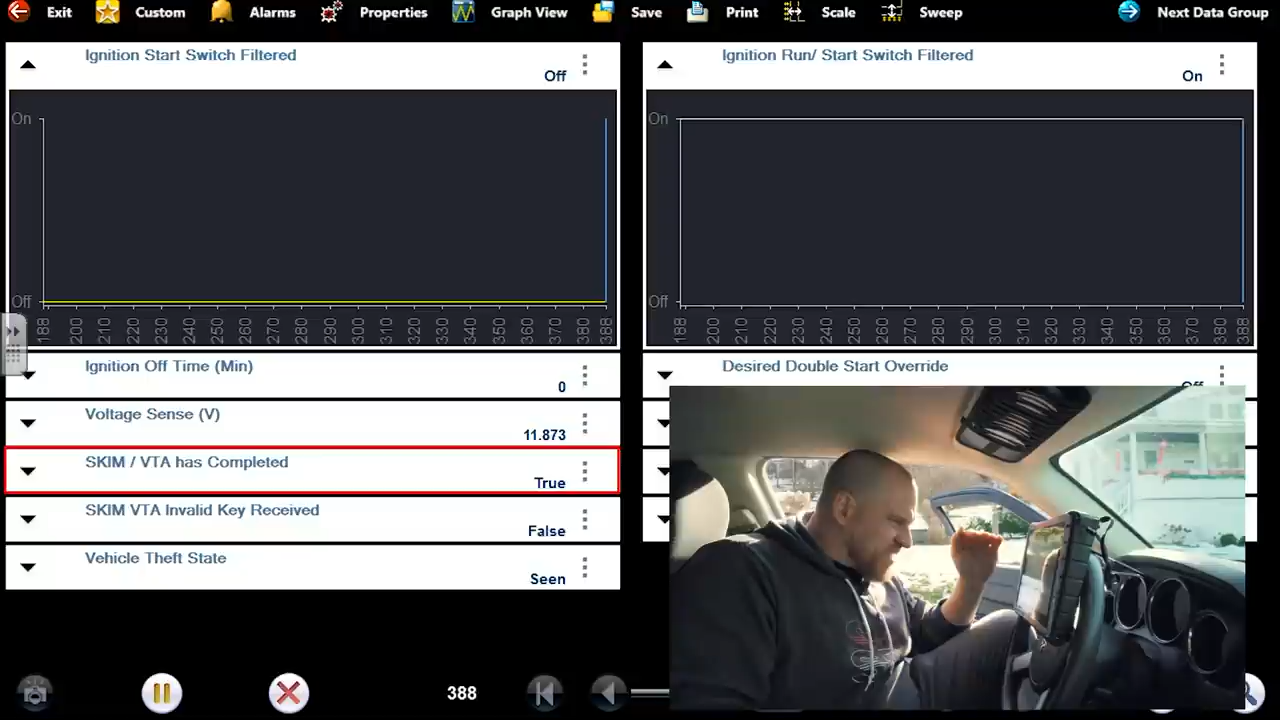 Exit Custom Alarms Properties Graph View Save Print Scale Sweep Next Data Group
Ignition Start Switch Filtered
Off
On
Off
188 200 210 220 230 240 250 260 270 280 290 300 310 320 330 340 350 360 370 380 388
Ignition Off Time (Min)
0
Voltage Sense (V)
11.873
SKIM / VTA has Completed
True
SKIM VTA Invalid Key Received
False
Vehicle Theft State
Seen
Ignition Run/ Start Switch Filtered
On
On
Off
188 200 210 220 230 240 250 260 270 280 290 300 310 320 330 340 350 360 370 380 388
Desired Double Start Override
Off
388